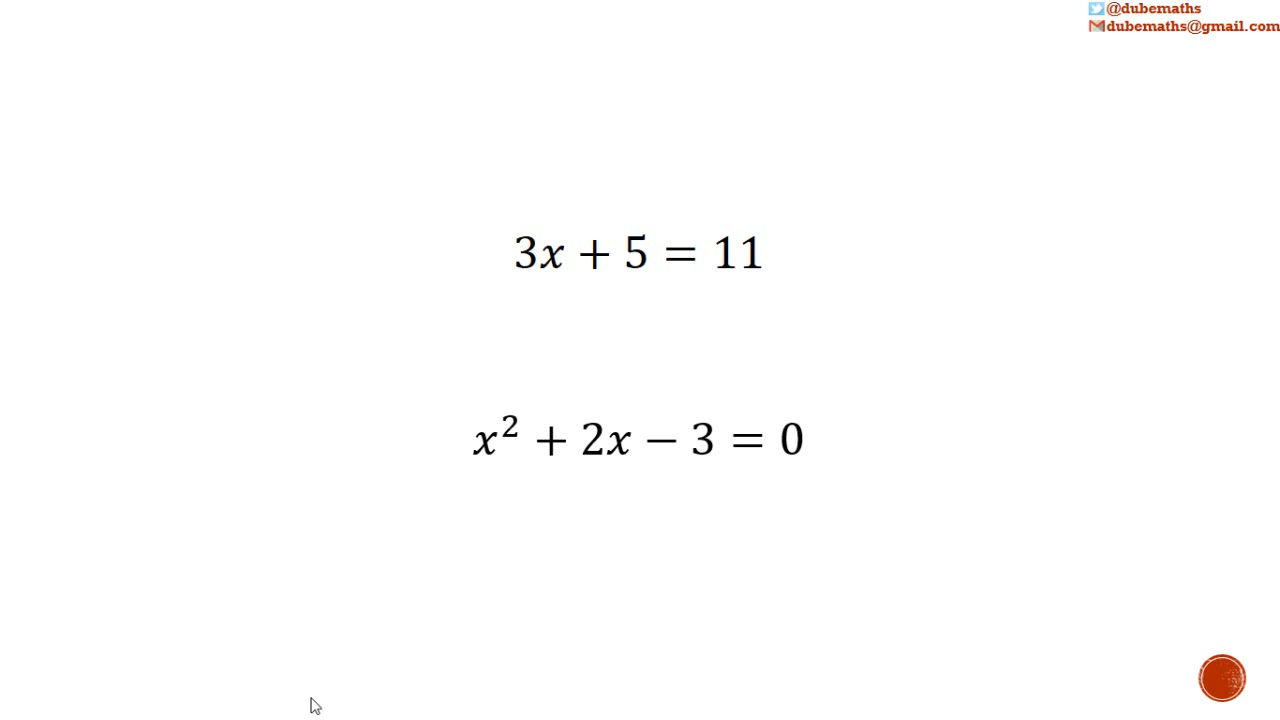 @dubemaths
dubemaths@gmail.com
3x + 5 = 11
x² + 2x − 3 = 0